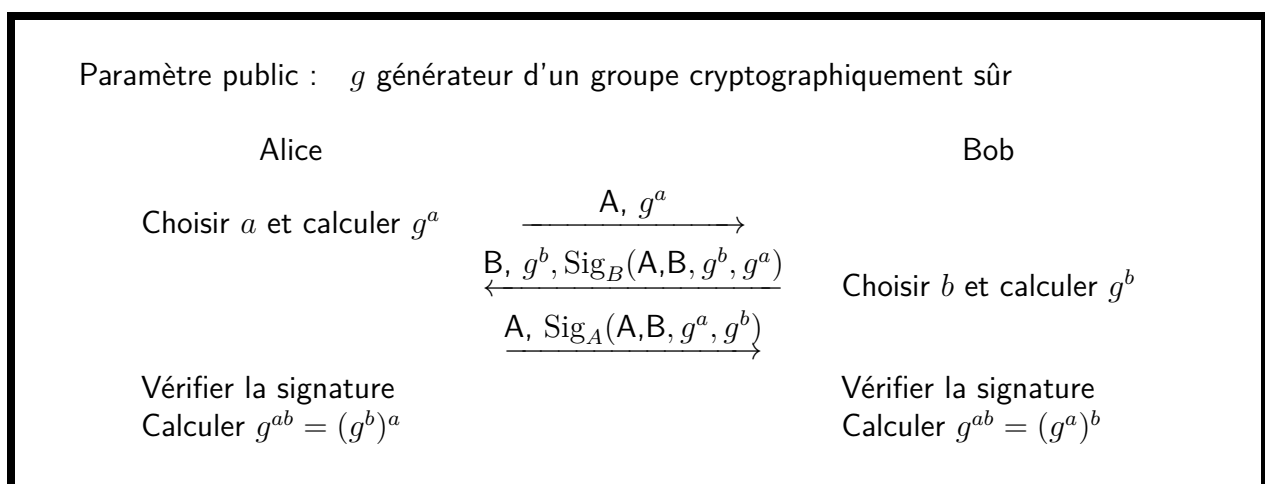 Paramètre public : g générateur d'un groupe cryptographiquement sûr
Alice Bob
A, g^a
Choisir a et calculer g^a
B, g^b, Sig_B(A,B, g^b, g^a)
Choisir b et calculer g^b
A, Sig_A(A,B, g^a, g^b)
Vérifier la signature Vérifier la signature
Calculer g^{ab} = (g^b)^a Calculer g^{ab} = (g^a)^b